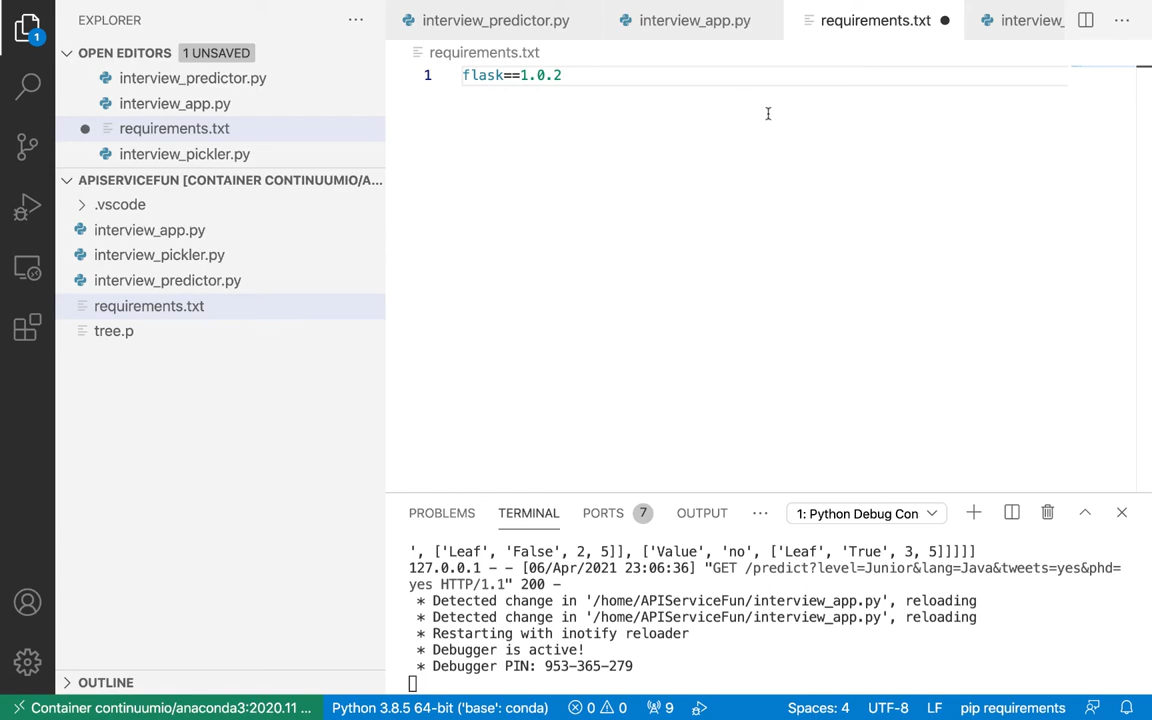 EXPLORER
OPEN EDITORS 1 UNSAVED
interview_predictor.py
interview_app.py
requirements.txt
interview_pickler.py
APISERVICEFUN [CONTAINER CONTINUUMIO/A...
.vscode
interview_app.py
interview_pickler.py
interview_predictor.py
requirements.txt
tree.p
OUTLINE
1
interview_predictor.py interview_app.py requirements.txt interview_
requirements.txt
1 flask==1.0.2
PROBLEMS TERMINAL PORTS 7 OUTPUT 1: Python Debug Con
', ['Leaf', 'False', 2, 5]], ['Value', 'no', ['Leaf', 'True', 3, 5]]]]]
127.0.0.1 - - [06/Apr/2021 23:06:36] "GET /predict?level=Junior&lang=Java&tweets=yes&phd=
yes HTTP/1.1" 200 -
* Detected change in '/home/APIServiceFun/interview_app.py', reloading
* Detected change in '/home/APIServiceFun/interview_app.py', reloading
* Restarting with inotify reloader
* Debugger is active!
* Debugger PIN: 953-365-279
Container continuumio/anaconda3:2020.11 ... Python 3.8.5 64-bit ('base': conda) 0 0 9 Spaces: 4 UTF-8 LF pip requirements